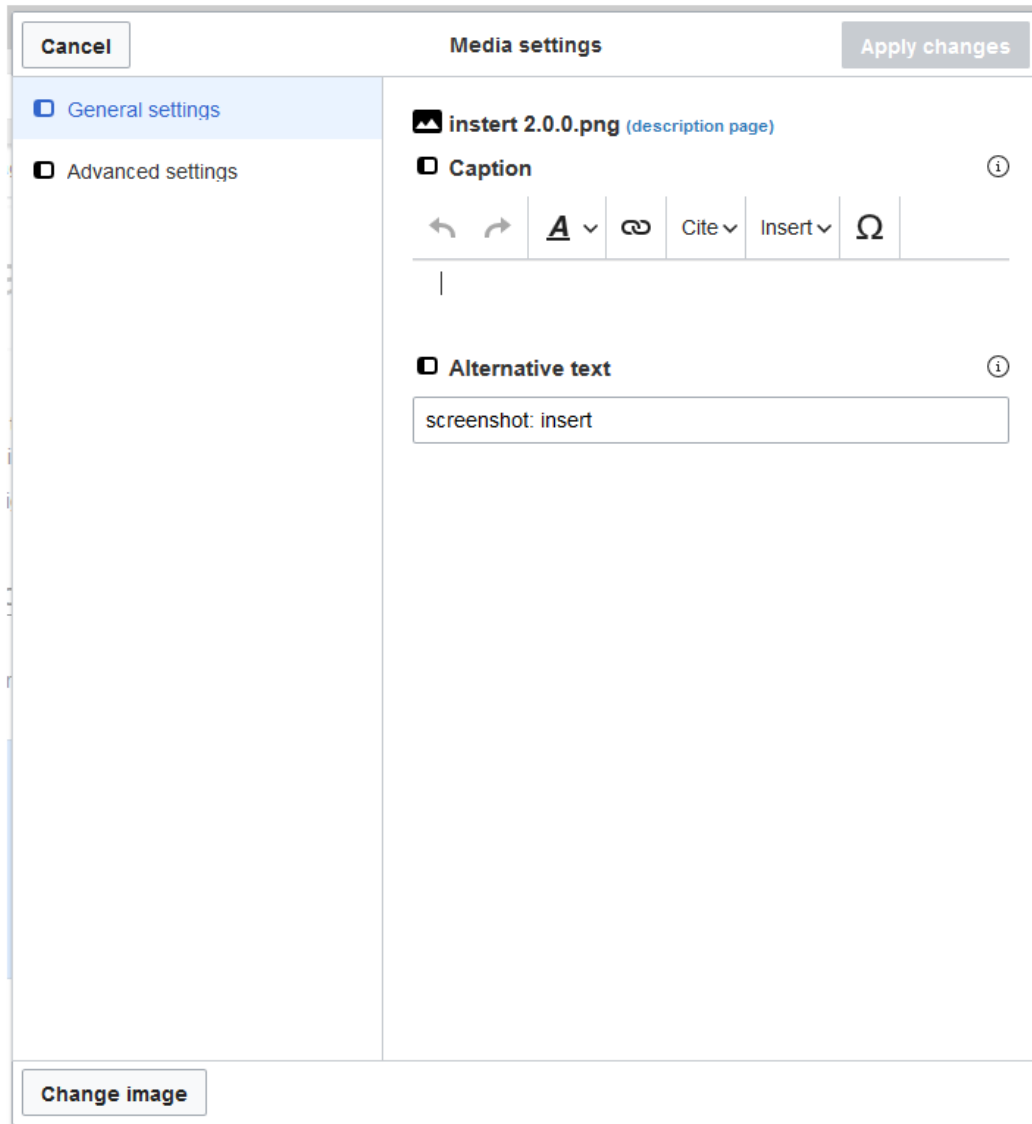 Cancel Media settings Apply changes
General settings
Advanced settings
instert 2.0.0.png (description page)
Caption
A Cite Insert Ω
Alternative text
screenshot: insert
Change image